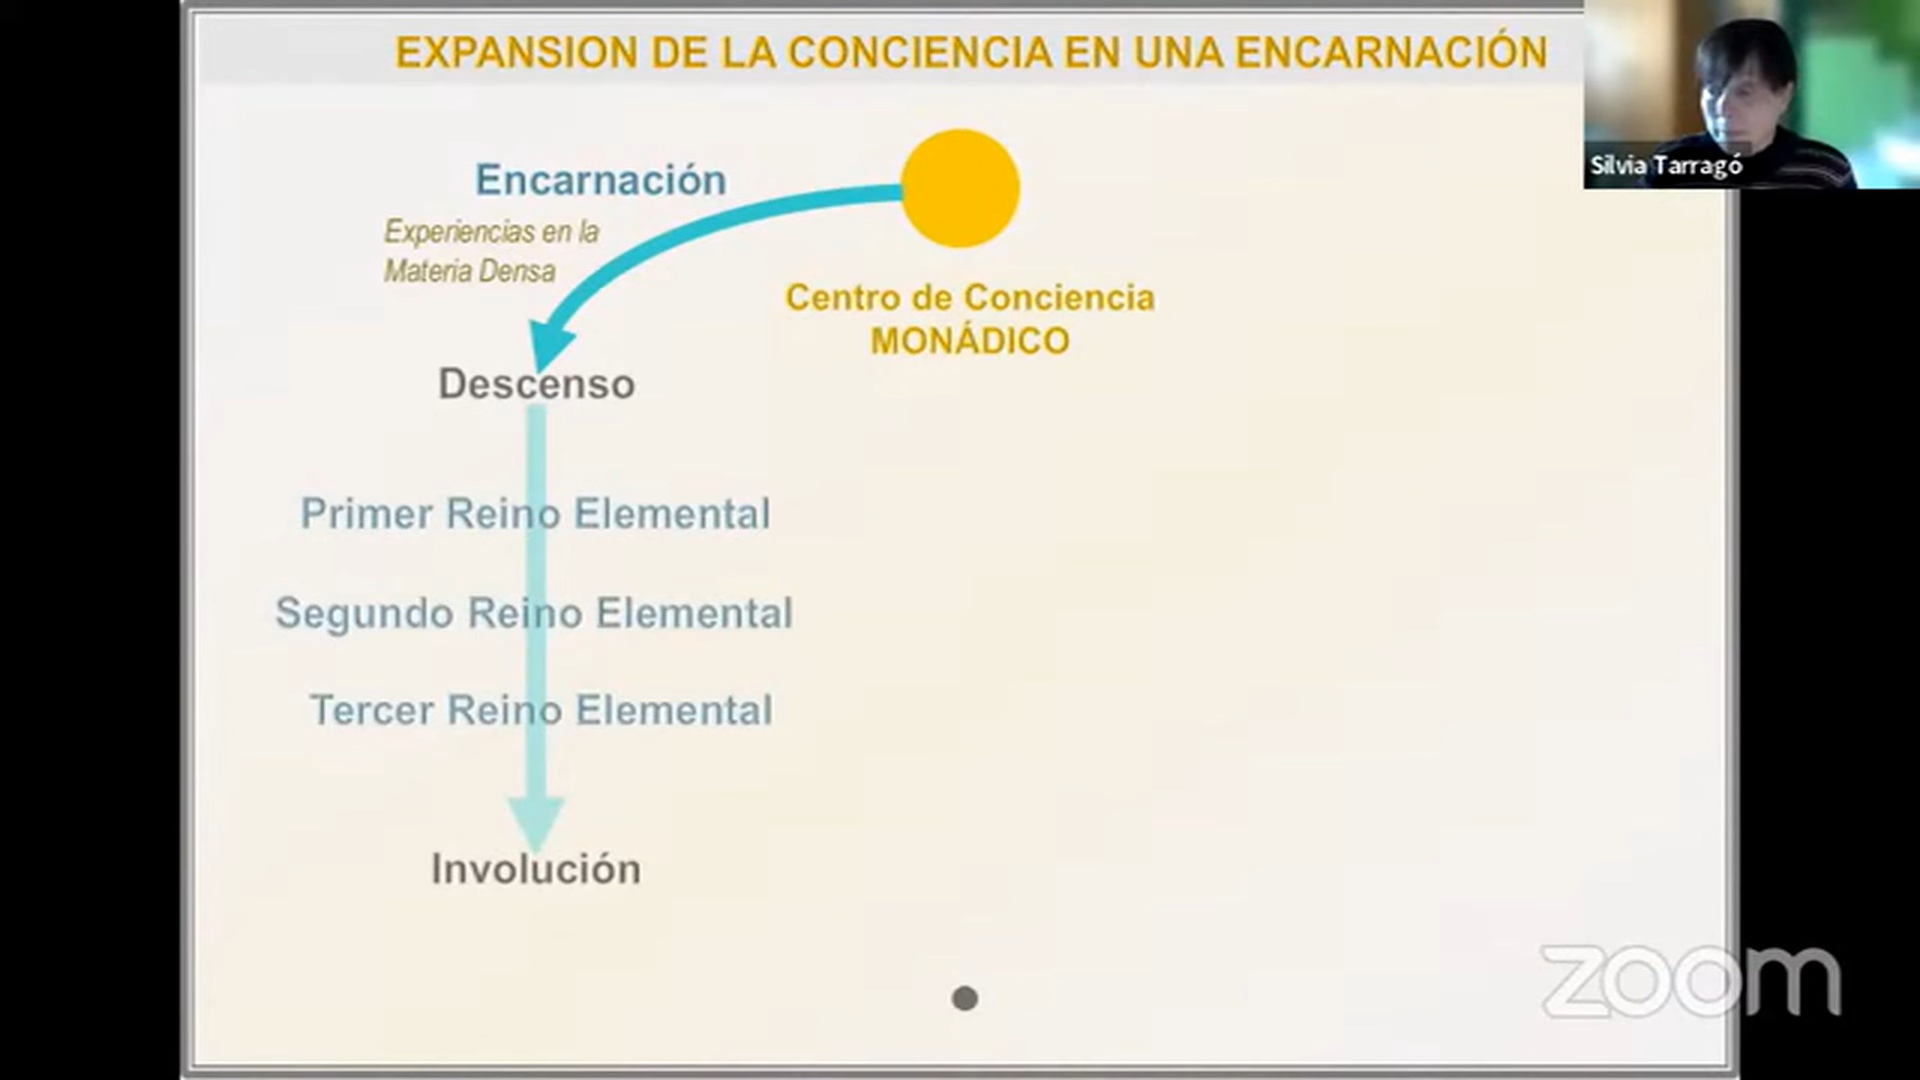 EXPANSION DE LA CONCIENCIA EN UNA ENCARNACIÓN
Silvia Tarragó
Encarnación
Experiencias en la
Materia Densa
Centro de Conciencia
MONÁDICO
Descenso
Primer Reino Elemental
Segundo Reino Elemental
Tercer Reino Elemental
Involución
zoom